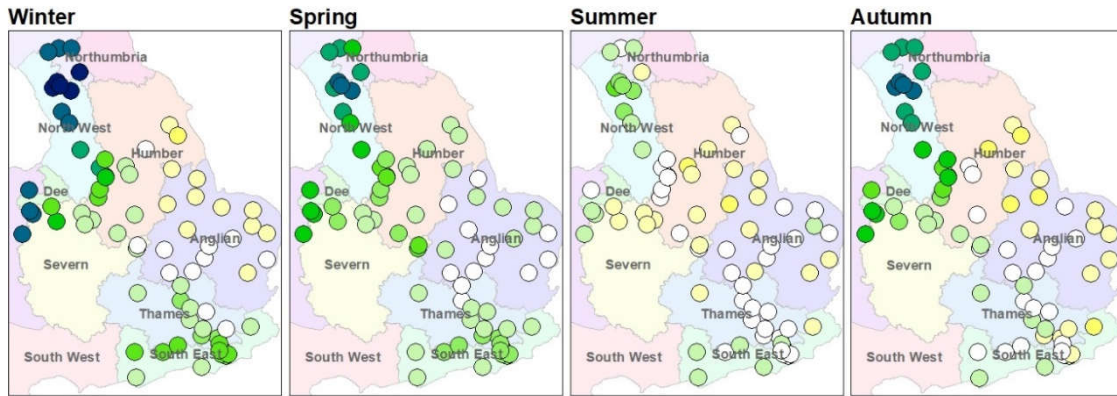 Winter
Northumbria
North West
Humber
Dee
Anglian
Severn
Thames
South West
South East
Spring
Northumbria
North West
Humber
Dee
Anglian
Severn
Thames
South West
South East
Summer
Northumbria
North West
Humber
Dee
Anglian
Severn
Thames
South West
South East
Autumn
Northumbria
North West
Humber
Dee
Anglian
Severn
Thames
South West
South East